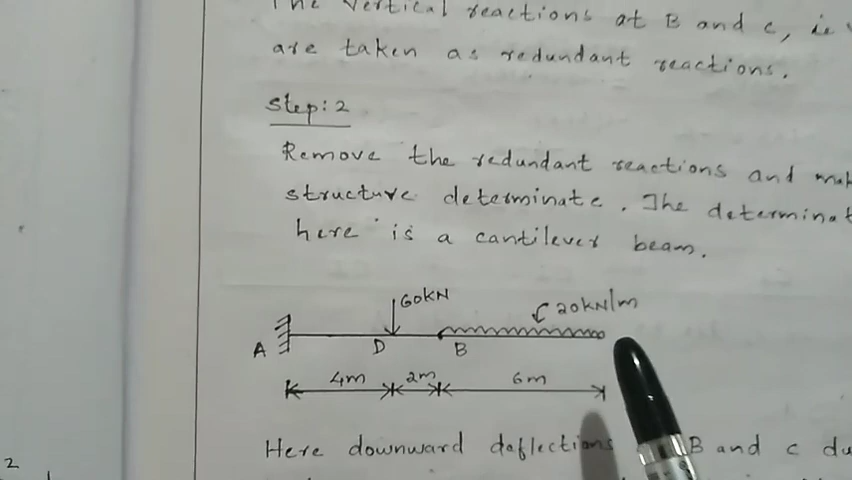 The vertical reactions at B and c, ie
are taken as redundant reactions.
Step: 2
Remove the redundant reactions and
structure determinate. The
here is a cantilever beam.
60kN
20kN/m
A D B
4m 2m 6m
Here downward deflections B and c
2